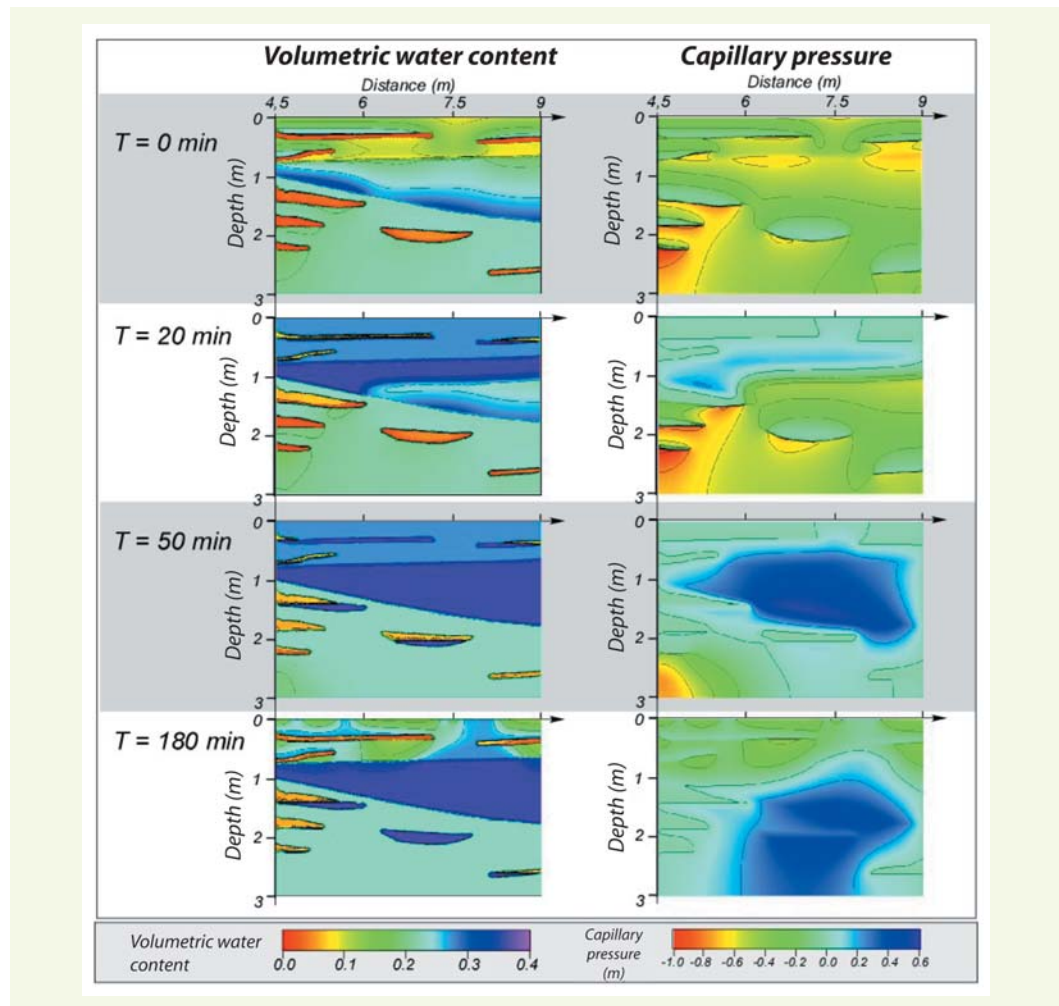 Volumetric water content Capillary pressure
Distance (m) Distance (m)
4,5 6 7.5 9 4,5 6 7.5 9
T = 0 min
0 1 2 3
Depth (m)
0 1 2 3
Depth (m)
T = 20 min
0 1 2 3
Depth (m)
0 1 2 3
Depth (m)
T = 50 min
0 1 2 3
Depth (m)
0 1 2 3
Depth (m)
T = 180 min
0 1 2 3
Depth (m)
0 1 2 3
Depth (m)
Volumetric water
content
0.0 0.1 0.2 0.3 0.4
Capillary
pressure
(m)
-1.0 -0.8 -0.6 -0.4 -0.2 0.0 0.2 0.4 0.6